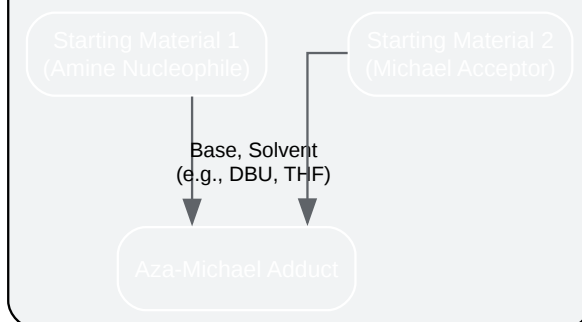 Starting Material 1
(Amine Nucleophile)
Starting Material 2
(Michael Acceptor)
Base, Solvent
(e.g., DBU, THF)
Aza-Michael Adduct